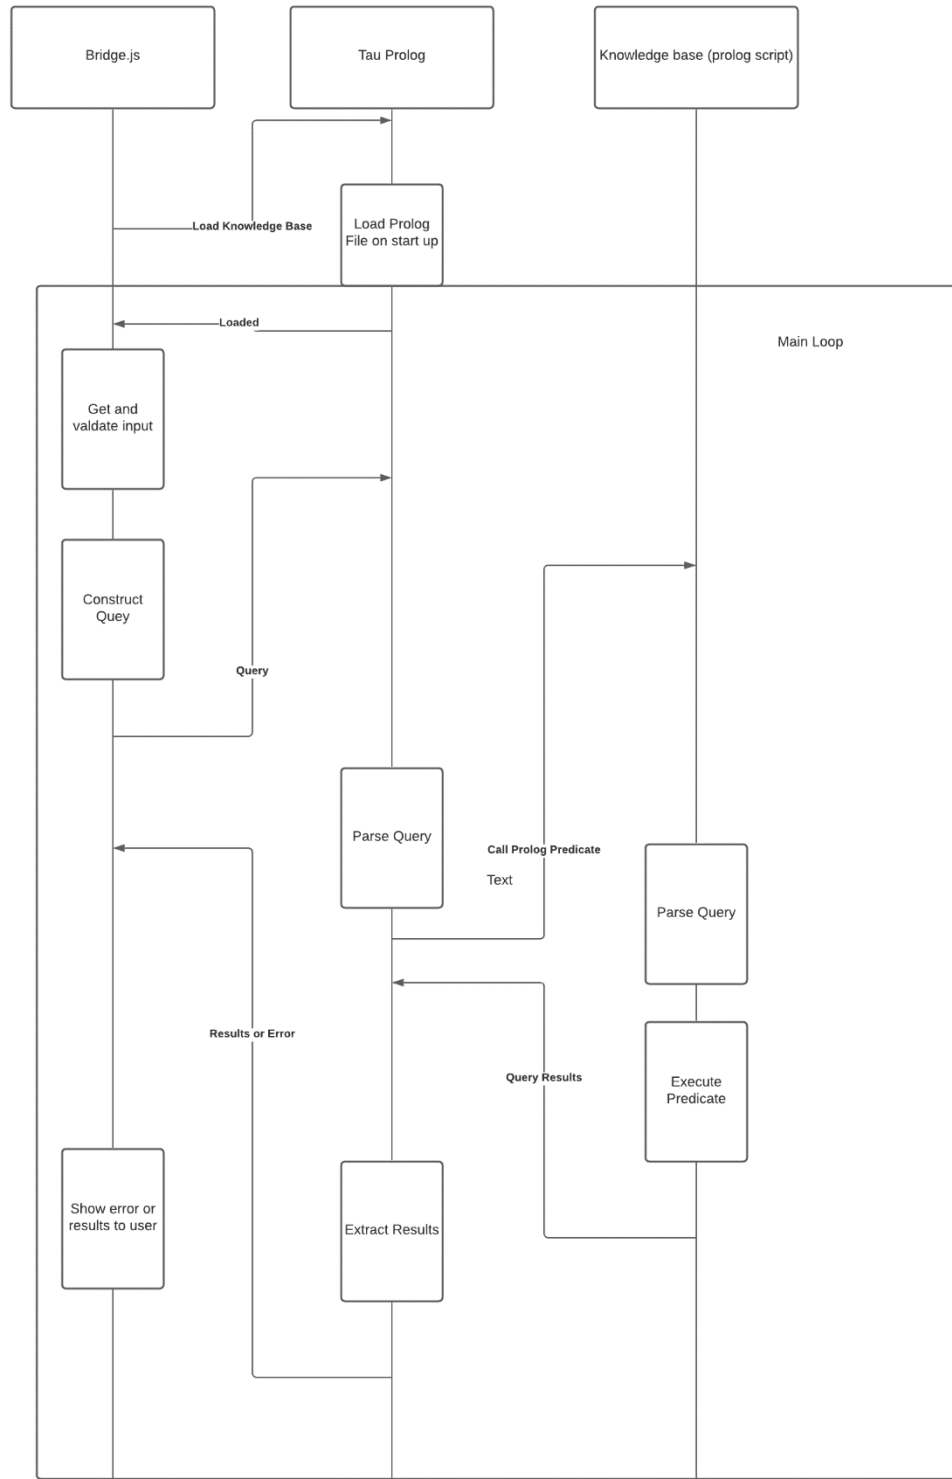 Bridge.js
Tau Prolog
Knowledge base (prolog script)
Load Knowledge Base
Load Prolog
File on start up
Loaded
Main Loop
Get and
valdate input
Construct
Quey
Query
Parse Query
Call Prolog Predicate
Text
Parse Query
Results or Error
Query Results
Execute
Predicate
Show error or
results to user
Extract Results